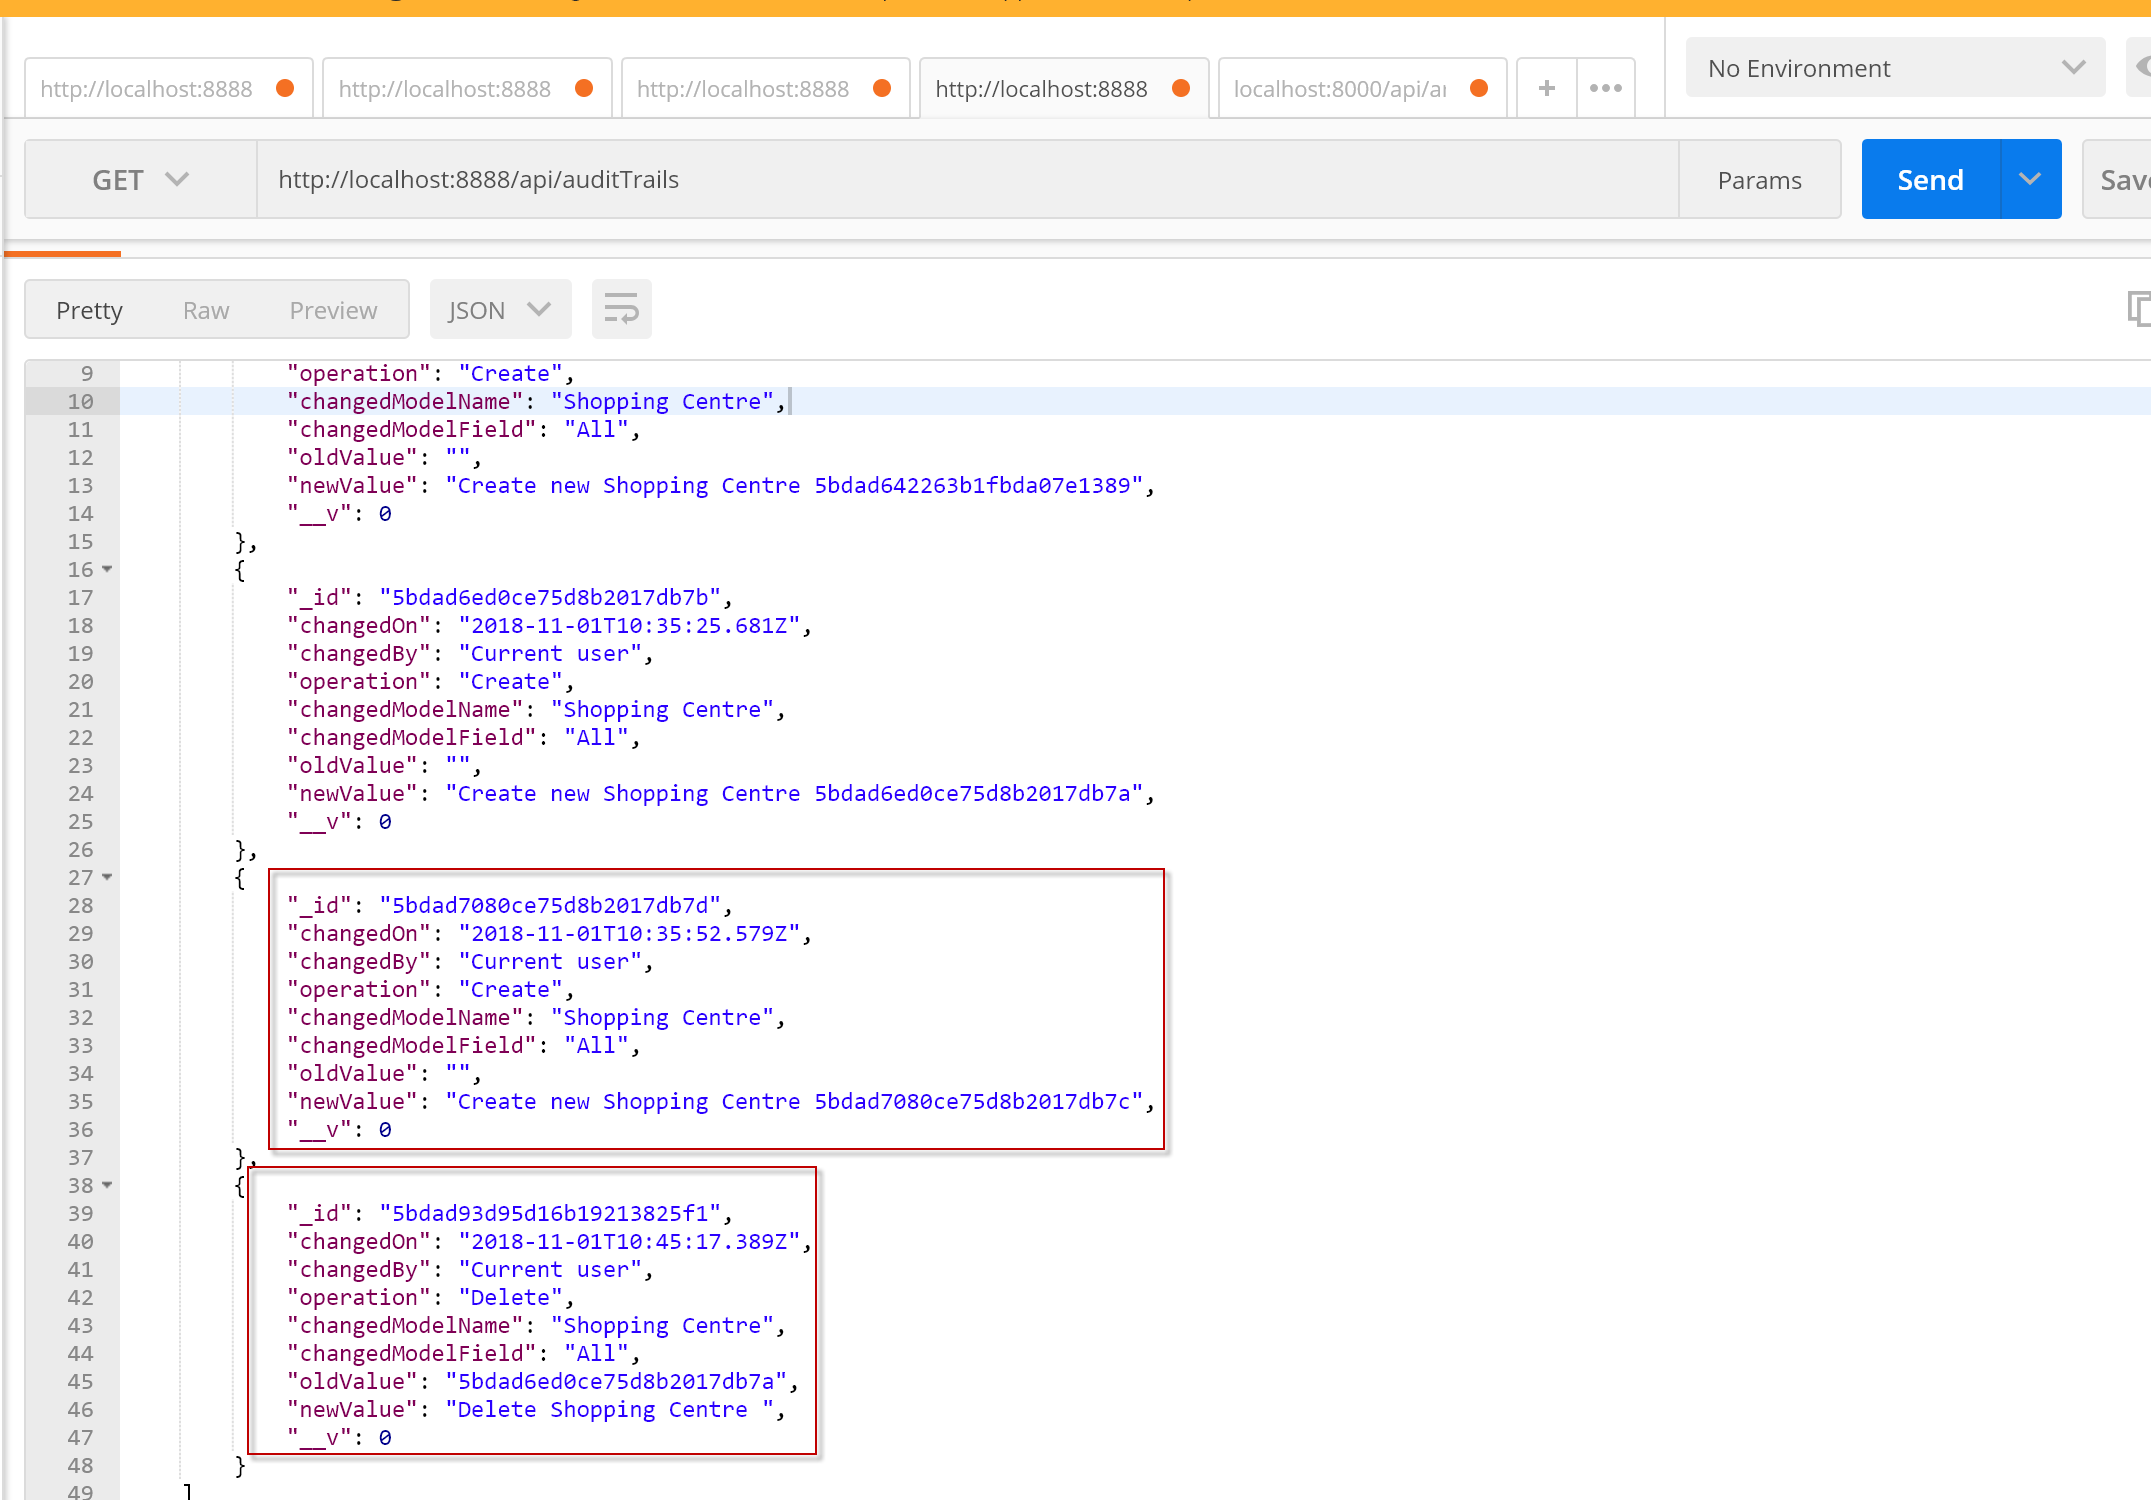 http://localhost:8888 http://localhost:8888 http://localhost:8888 http://localhost:8888 localhost:8000/api/ + ••• No Environment
GET http://localhost:8888/api/auditTrails Params Send Save
Pretty Raw Preview JSON
9 "operation": "Create",
10 "changedModelName": "Shopping Centre",
11 "changedModelField": "All",
12 "oldValue": "",
13 "newValue": "Create new Shopping Centre 5bdad642263b1fbda07e1389",
14 "__v": 0
15 },
16 {
17 "_id": "5bdad6ed0ce75d8b2017db7b",
18 "changedOn": "2018-11-01T10:35:25.681Z",
19 "changedBy": "Current user",
20 "operation": "Create",
21 "changedModelName": "Shopping Centre",
22 "changedModelField": "All",
23 "oldValue": "",
24 "newValue": "Create new Shopping Centre 5bdad6ed0ce75d8b2017db7a",
25 "__v": 0
26 },
27 {
28 "_id": "5bdad7080ce75d8b2017db7d",
29 "changedOn": "2018-11-01T10:35:52.579Z",
30 "changedBy": "Current user",
31 "operation": "Create",
32 "changedModelName": "Shopping Centre",
33 "changedModelField": "All",
34 "oldValue": "",
35 "newValue": "Create new Shopping Centre 5bdad7080ce75d8b2017db7c",
36 "__v": 0
37 },
38 {
39 "_id": "5bdad93d95d16b19213825f1",
40 "changedOn": "2018-11-01T10:45:17.389Z",
41 "changedBy": "Current user",
42 "operation": "Delete",
43 "changedModelName": "Shopping Centre",
44 "changedModelField": "All",
45 "oldValue": "5bdad6ed0ce75d8b2017db7a",
46 "newValue": "Delete Shopping Centre ",
47 "__v": 0
48 }
49 ]